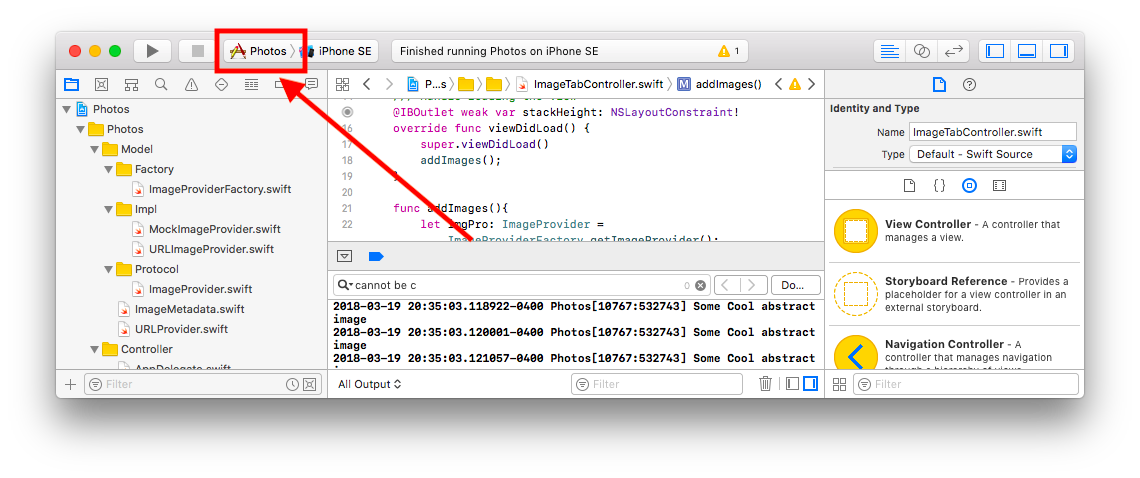 Photos
iPhone SE
Finished running Photos on iPhone SE
1
P...s
ImageTabController.swift
M addImages()
Photos
Photos
Model
Factory
ImageProviderFactory.swift
Impl
MockImageProvider.swift
URLImageProvider.swift
Protocol
ImageProvider.swift
ImageMetadata.swift
URLProvider.swift
Controller
AppDelegate.swift
Filter
@IBOutlet weak var stackHeight: NSLayoutConstraint!
16 override func viewDidLoad() {
17 super.viewDidLoad()
18 addImages();
19 }
20
21 func addImages(){
22 let imgPro: ImageProvider =
ImageProviderFactory.getImageProvider();
cannot be c
0
Do...
2018-03-19 20:35:03.118922-0400 Photos[10767:532743] Some Cool abstract
image
2018-03-19 20:35:03.120001-0400 Photos[10767:532743] Some Cool abstract
image
2018-03-19 20:35:03.121057-0400 Photos[10767:532743] Some Cool abstract
All Output
Filter
Identity and Type
Name ImageTabController.swift
Type Default - Swift Source
{}
View Controller - A controller that
manages a view.
Storyboard Reference - Provides a
placeholder for a view controller in an
external storyboard.
Navigation Controller - A
controller that manages navigation
through a hierarchy of views.
Filter